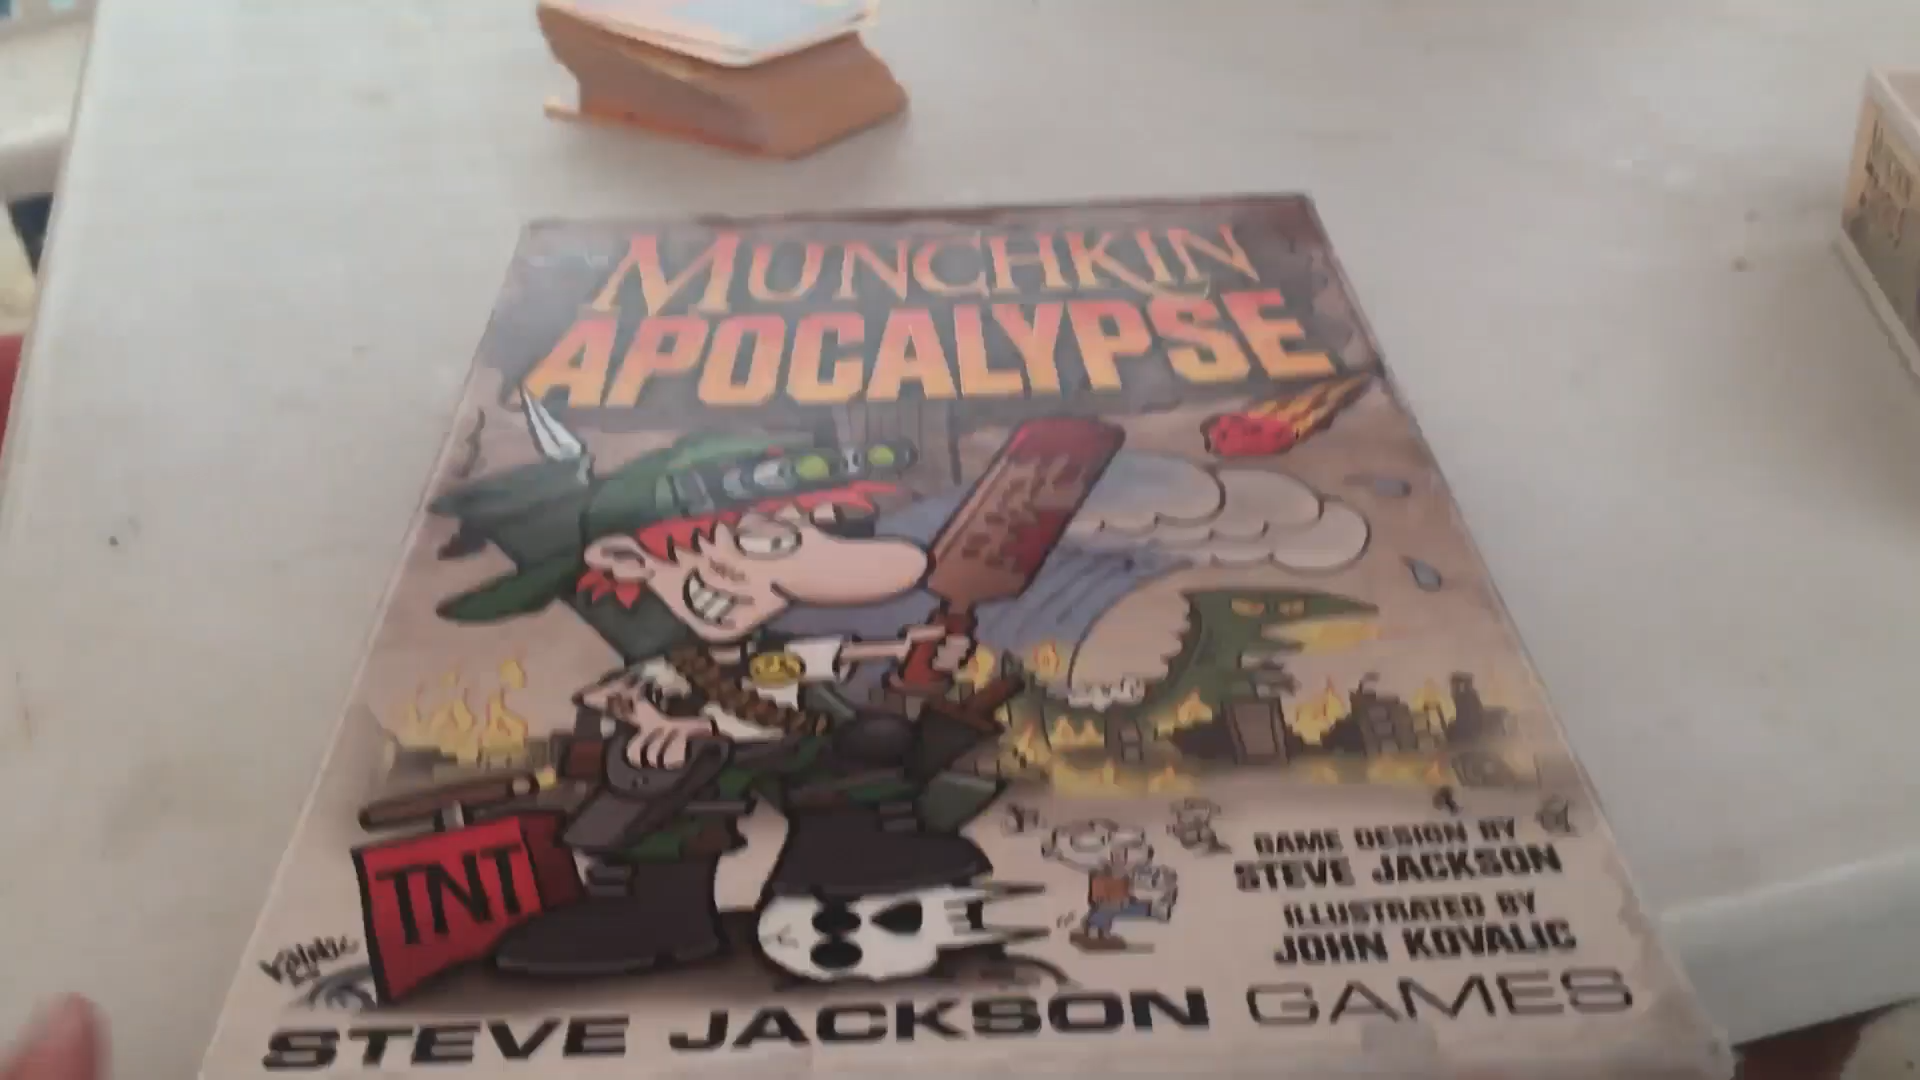 MUNCHKIN
APOCALYPSE
TNT
GAME DESIGN BY
STEVE JACKSON
ILLUSTRATED BY
JOHN KOVALIC
STEVE JACKSON GAMES